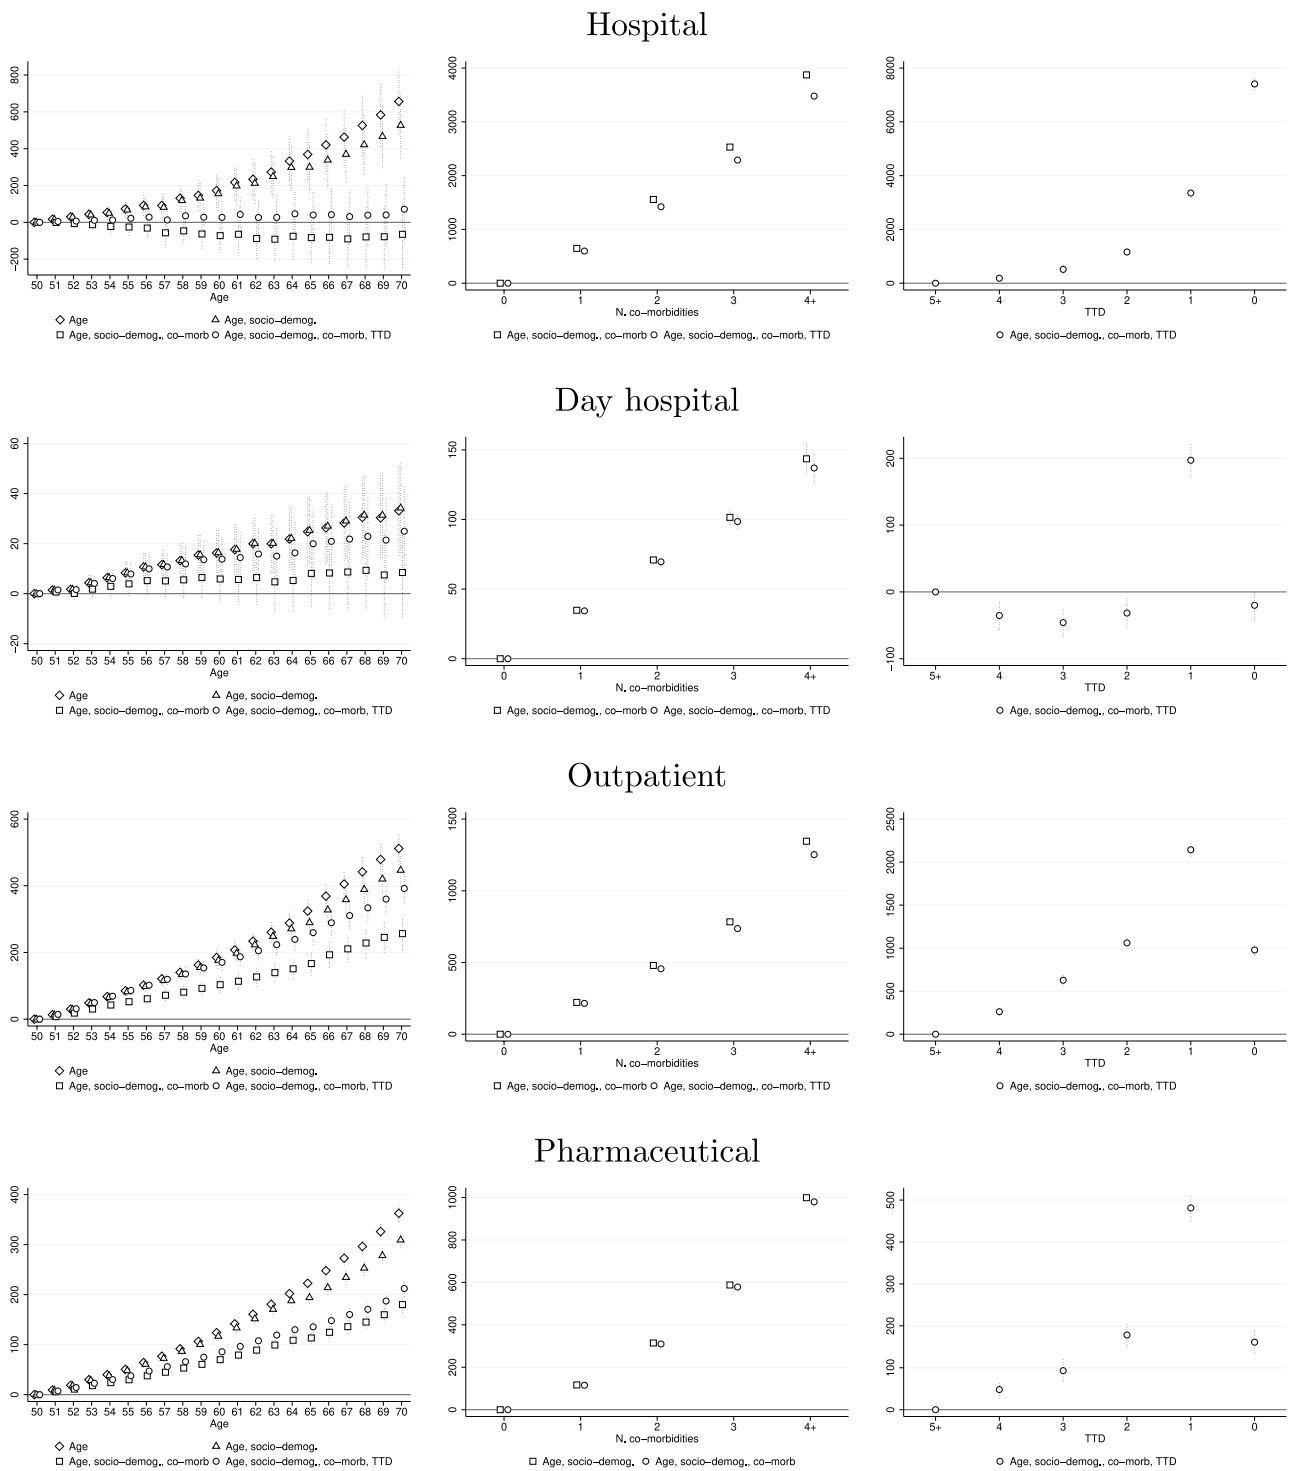 Hospital
800
600
400
200
0
−200
50 51 52 53 54 55 56 57 58 59 60 61 62 63 64 65 66 67 68 69 70
Age
Age Age, socio−demog.
Age, socio−demog., co−morb Age, socio−demog., co−morb, TTD
4000
3000
2000
1000
0
0 1 2 3 4+
N. co−morbidities
Age, socio−demog., co−morb Age, socio−demog., co−morb, TTD
8000
6000
4000
2000
0
5+ 4 3 2 1 0
TTD
Age, socio−demog., co−morb, TTD
Day hospital
60
40
20
0
−20
50 51 52 53 54 55 56 57 58 59 60 61 62 63 64 65 66 67 68 69 70
Age
Age Age, socio−demog.
Age, socio−demog., co−morb Age, socio−demog., co−morb, TTD
150
100
50
0
0 1 2 3 4+
N. co−morbidities
Age, socio−demog., co−morb Age, socio−demog., co−morb, TTD
200
100
0
−100
5+ 4 3 2 1 0
TTD
Age, socio−demog., co−morb, TTD
Outpatient
600
400
200
0
50 51 52 53 54 55 56 57 58 59 60 61 62 63 64 65 66 67 68 69 70
Age
Age Age, socio−demog.
Age, socio−demog., co−morb Age, socio−demog., co−morb, TTD
1500
1000
500
0
0 1 2 3 4+
N. co−morbidities
Age, socio−demog., co−morb Age, socio−demog., co−morb, TTD
2500
2000
1500
1000
500
0
5+ 4 3 2 1 0
TTD
Age, socio−demog., co−morb, TTD
Pharmaceutical
400
300
200
100
0
50 51 52 53 54 55 56 57 58 59 60 61 62 63 64 65 66 67 68 69 70
Age
Age Age, socio−demog.
Age, socio−demog., co−morb Age, socio−demog., co−morb, TTD
1000
800
600
400
200
0
0 1 2 3 4+
N. co−morbidities
Age, socio−demog. Age, socio−demog., co−morb
500
400
300
200
100
0
5+ 4 3 2 1 0
TTD
Age, socio−demog., co−morb, TTD